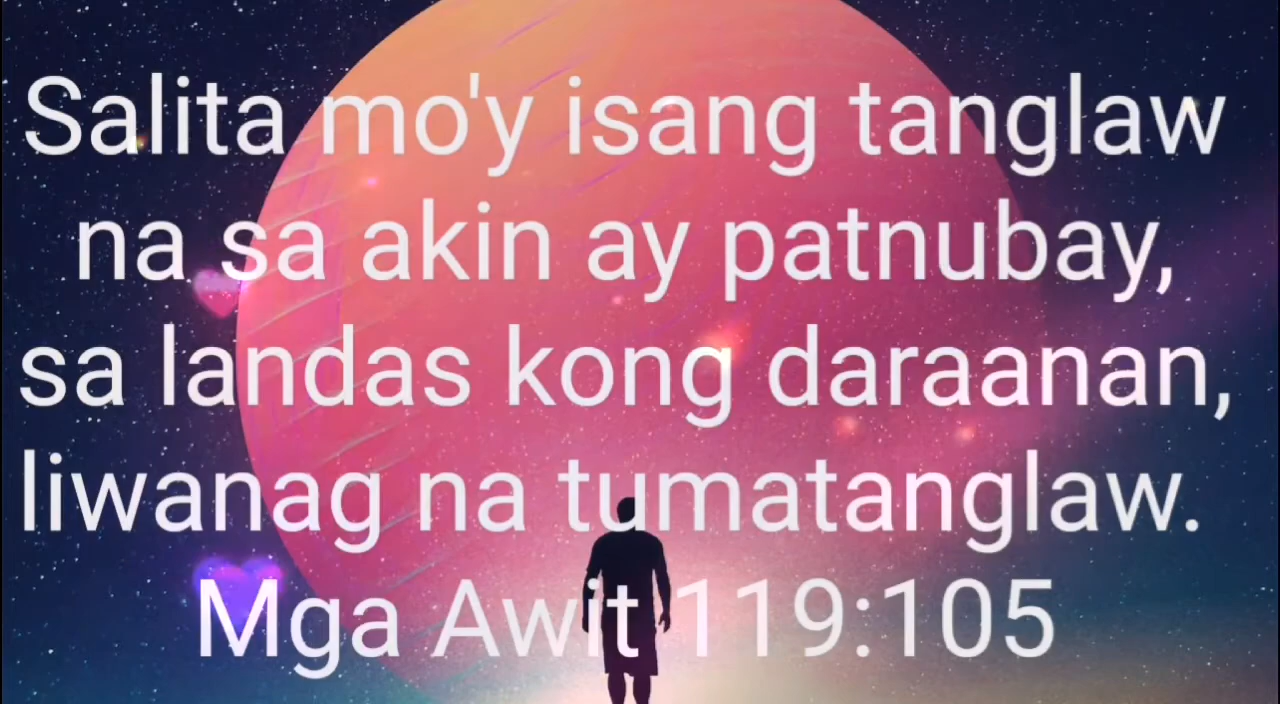 Salita mo'y isang tanglaw
na sa akin ay patnubay,
sa landas kong daraanan,
liwanag na tumatanglaw.
Mga Awit 119:105